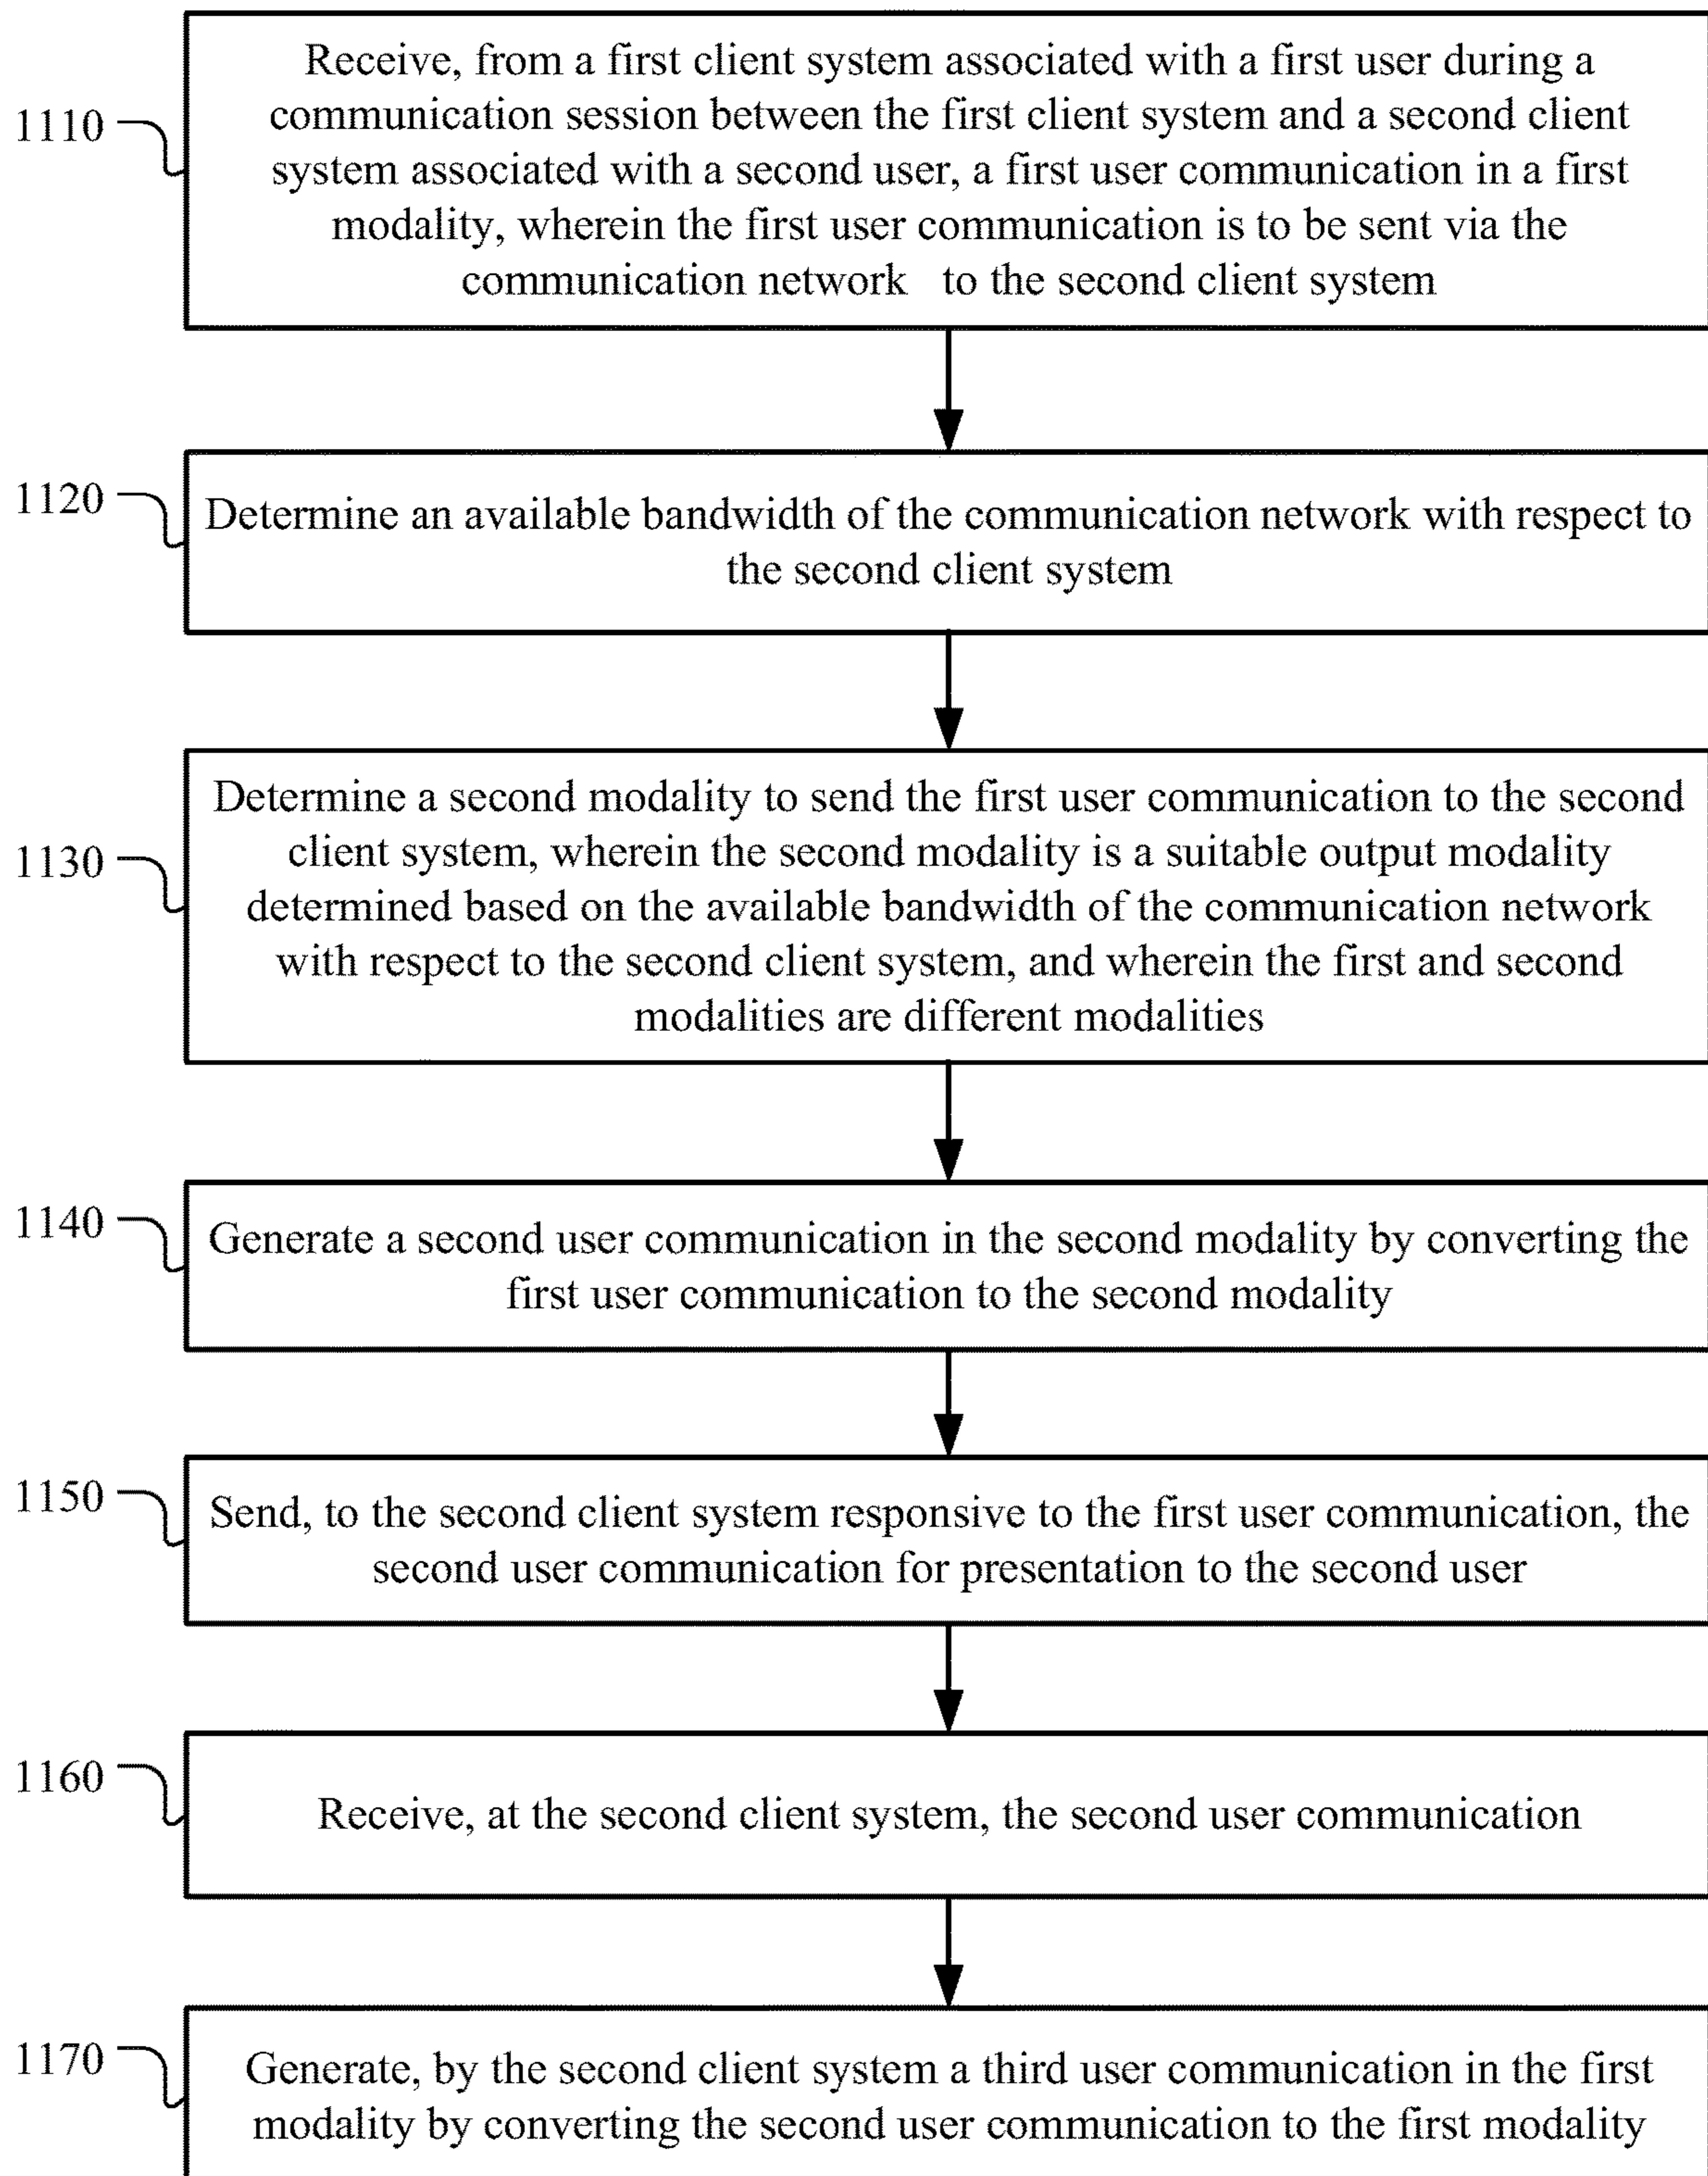 Receive, from a first client system associated with a first user during a
1110
communication session between the first client system and a second client
system associated with a second user, a first user communication in a first
modality, wherein the first user communication is to be sent via the
communication network   to the second client system
1120
Determine an available bandwidth of the communication network with respect to
the second client system
Determine a second modality to send the first user communication to the second
client system, wherein the second modality is a suitable output modality
1130
determined based on the available bandwidth of the communication network
with respect to the second client system, and wherein the first and second
modalities are different modalities
1140
Generate a second user communication in the second modality by converting the
first user communication to the second modality
1150
Send, to the second client system responsive to the first user communication, the
second user communication for presentation to the second user
1160
Receive, at the second client system, the second user communication
1170
Generate, by the second client system a third user communication in the first
modality by converting the second user communication to the first modality